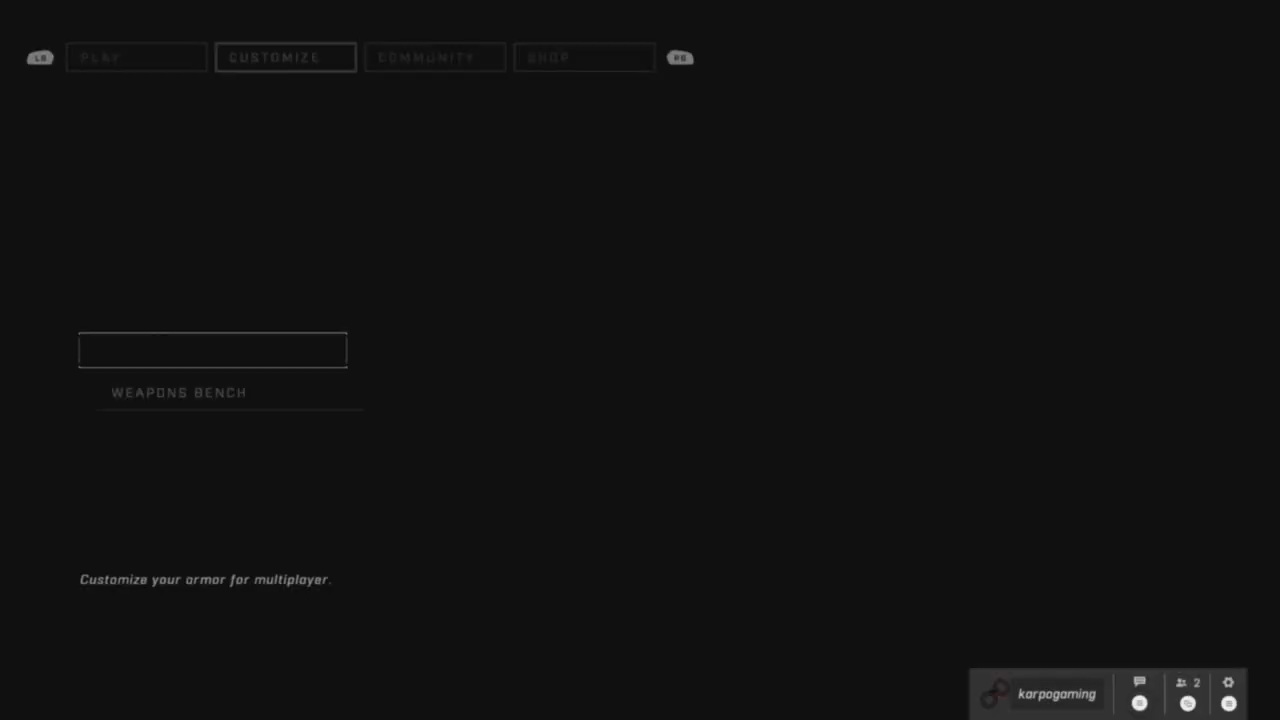 LB PLAY CUSTOMIZE COMMUNITY SHOP RB
WEAPONS BENCH
Customize your armor for multiplayer.
karpogaming 2